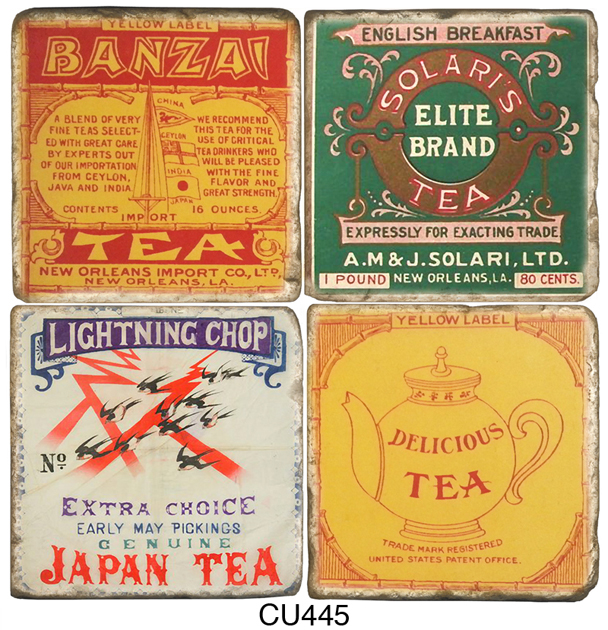 YELLOW LABEL
BANZAI
A BLEND OF VERY
FINE TEAS SELECT-
ED WITH GREAT CARE
BY EXPERTS OUT
OF OUR IMPORTATION
FROM CEYLON,
JAVA AND INDIA
CHINA
CEYLON
INDIA
JAPAN
WE RECOMMEND
THIS TEA FOR THE
USE OF CRITICAL
TEA DRINKERS WHO
WILL BE PLEASED
WITH THE FINE
FLAVOR AND
GREAT STRENGTH.
CONTENTS 16 OUNCES
IMPORT
TEA
NEW ORLEANS IMPORT CO., LTD.
NEW ORLEANS, LA.
ENGLISH BREAKFAST
SOLARI'S
ELITE
BRAND
TEA
EXPRESSLY FOR EXACTING TRADE
A.M & J. SOLARI, LTD.
1 POUND NEW ORLEANS, LA. 80 CENTS.
LIGHTNING CHOP
No
EXTRA CHOICE
EARLY MAY PICKINGS
GENUINE
JAPAN TEA
YELLOW LABEL
DELICIOUS
TEA
TRADE MARK REGISTERED
UNITED STATES PATENT OFFICE.
CU445